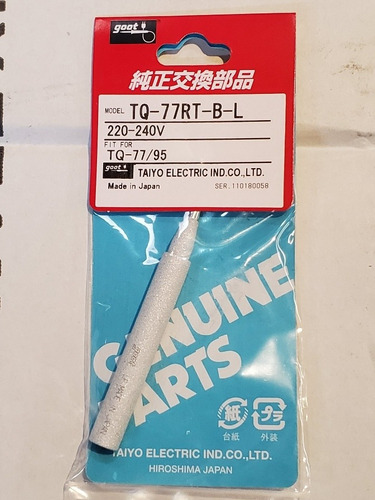 goot
純正交換部品
MODEL TQ-77RT-B-L
220-240V
FIT FOR
TQ-77/95
goot TAIYO ELECTRIC IND.CO.,LTD.
Made in Japan SER.110180058
GENUINE
PARTS
紙 プラ
台紙 外装
TAIYO ELECTRIC IND.CO.,LTD.
HIROSHIMA JAPAN